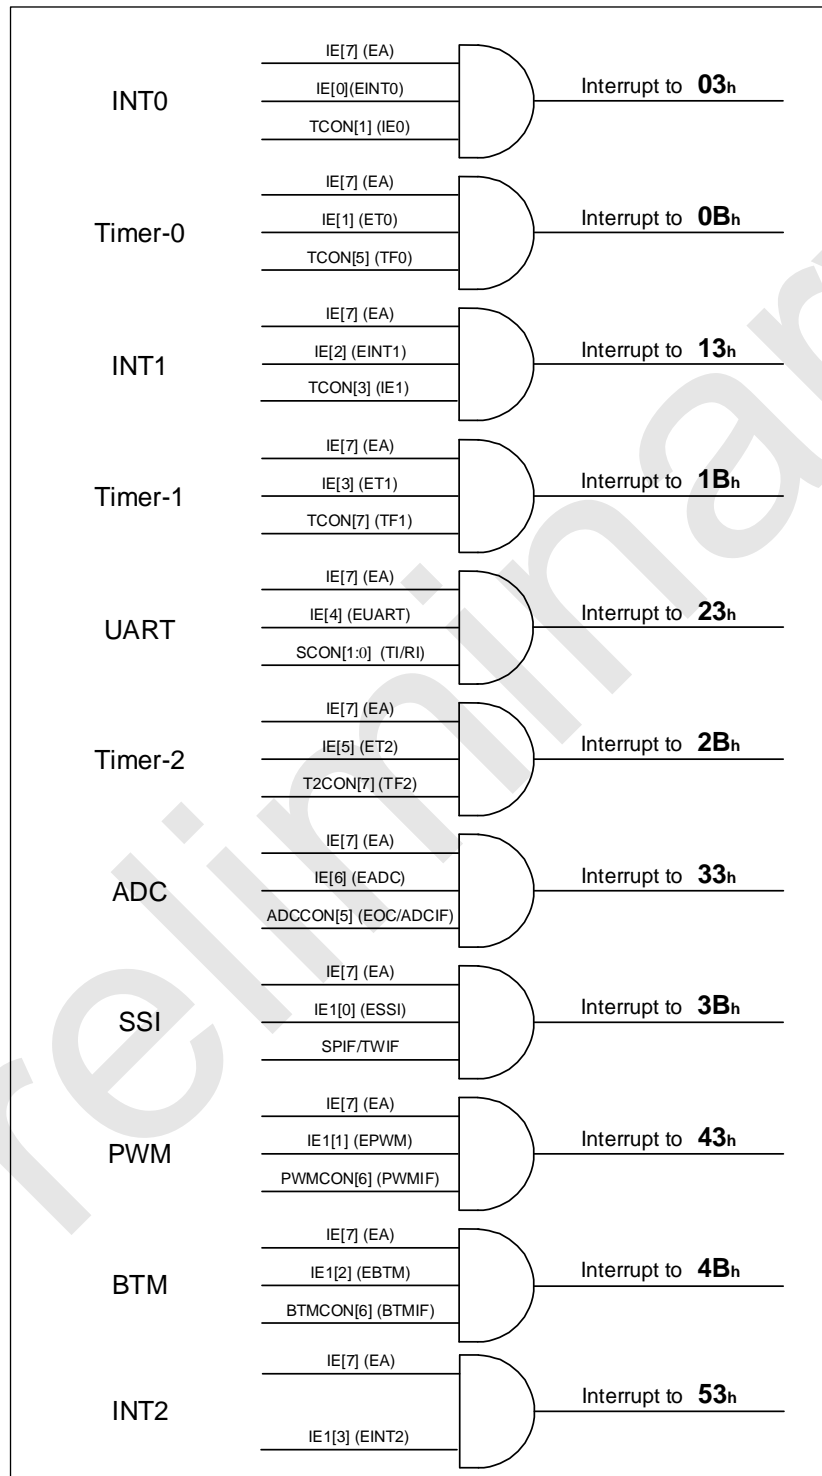 IE[7] (EA)
INT0 IE[0](EINT0) Interrupt to 03h
TCON[1] (IE0)
IE[7] (EA)
Timer-0 IE[1] (ET0) Interrupt to 0Bh
TCON[5] (TF0)
IE[7] (EA)
INT1 IE[2] (EINT1) Interrupt to 13h
TCON[3] (IE1)
IE[7] (EA)
Timer-1 IE[3] (ET1) Interrupt to 1Bh
TCON[7] (TF1)
IE[7] (EA)
UART IE[4] (EUART) Interrupt to 23h
SCON[1:0] (TI/RI)
IE[7] (EA)
Timer-2 IE[5] (ET2) Interrupt to 2Bh
T2CON[7] (TF2)
IE[7] (EA)
ADC IE[6] (EADC) Interrupt to 33h
ADCCON[5] (EOC/ADCIF)
IE[7] (EA)
SSI IE1[0] (ESSI) Interrupt to 3Bh
SPIF/TWIF
IE[7] (EA)
PWM IE1[1] (EPWM) Interrupt to 43h
PWMCON[6] (PWMIF)
IE[7] (EA)
BTM IE1[2] (EBTM) Interrupt to 4Bh
BTMCON[6] (BTMIF)
IE[7] (EA)
INT2 Interrupt to 53h
IE1[3] (EINT2)